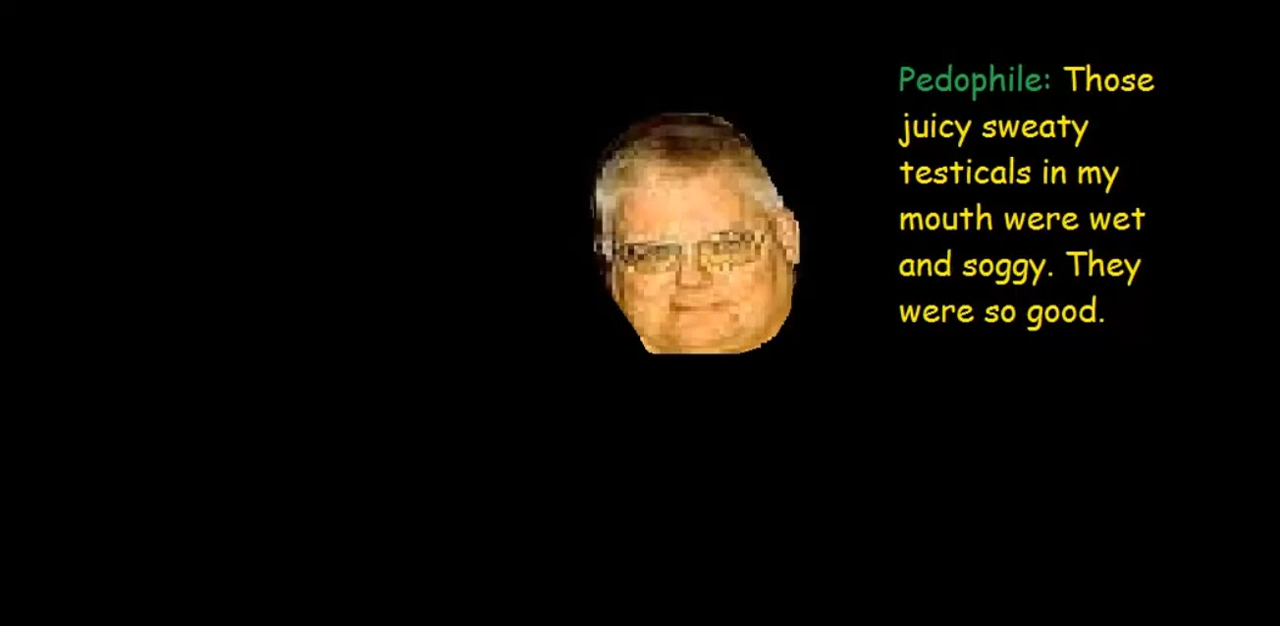 Pedophile: Those
juicy sweaty
testicals in my
mouth were wet
and soggy. They
were so good.